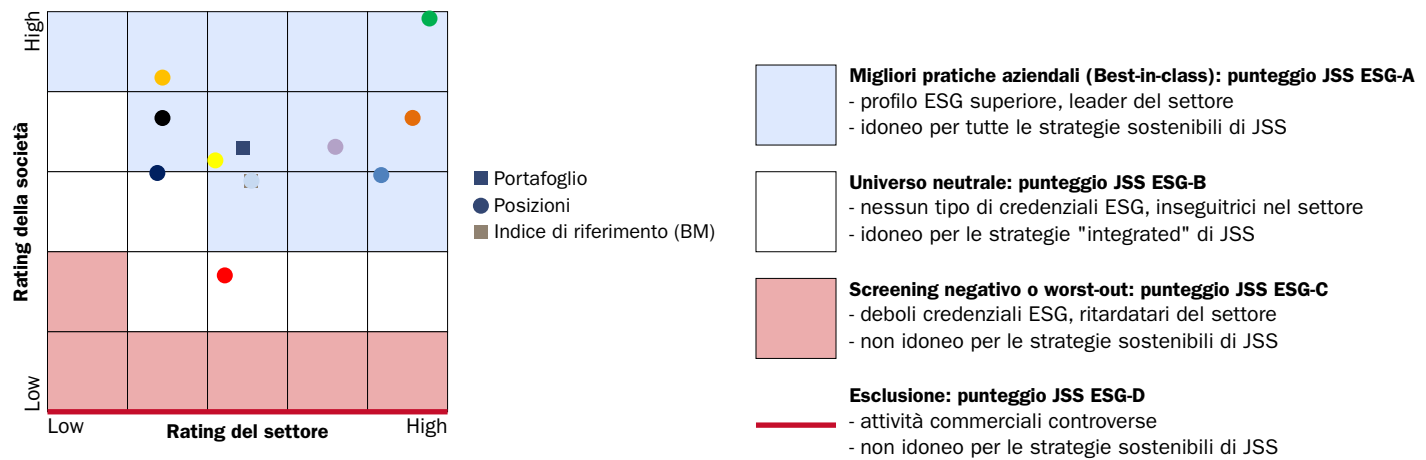 High
Rating della società
Low
Low
Rating del settore
High
Portafoglio
Posizioni
Indice di riferimento (BM)
Migliori pratiche aziendali (Best-in-class): punteggio JSS ESG-A
- profilo ESG superiore, leader del settore
- idoneo per tutte le strategie sostenibili di JSS
Universo neutrale: punteggio JSS ESG-B
- nessun tipo di credenziali ESG, inseguitrici nel settore
- idoneo per le strategie "integrated" di JSS
Screening negativo o worst-out: punteggio JSS ESG-C
- deboli credenziali ESG, ritardatari del settore
- non idoneo per le strategie sostenibili di JSS
Esclusione: punteggio JSS ESG-D
- attività commerciali controverse
- non idoneo per le strategie sostenibili di JSS